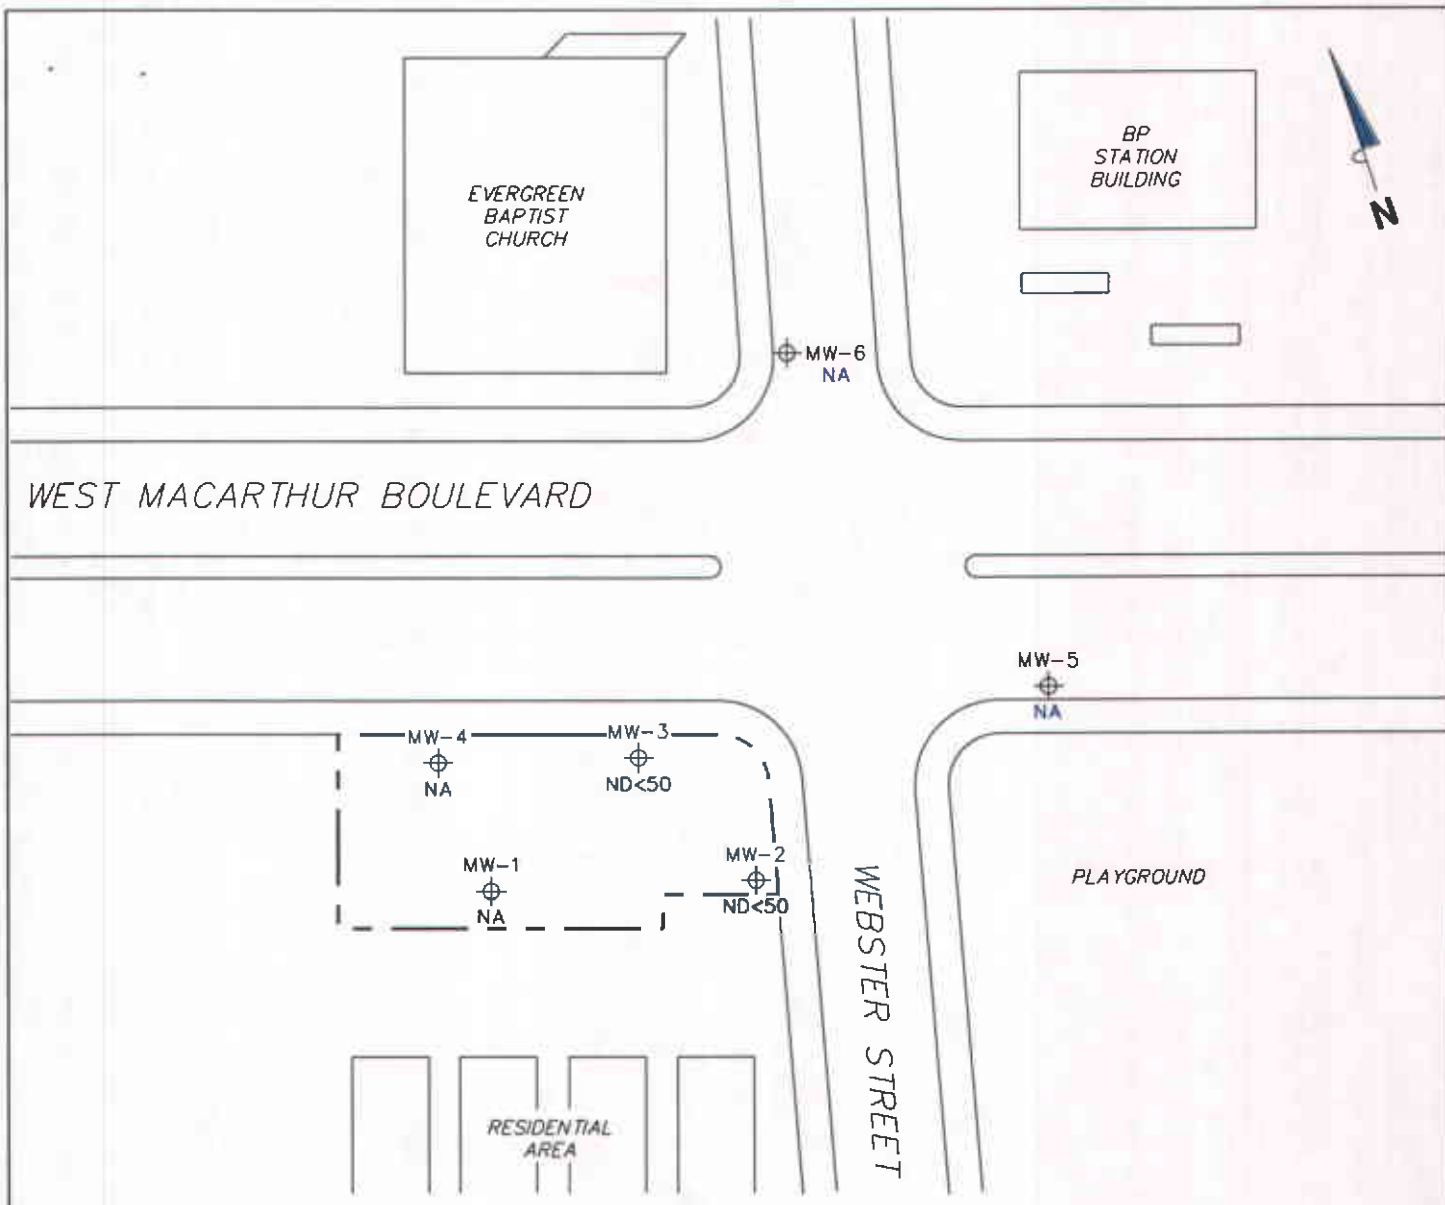 EVERGREEN
BAPTIST
CHURCH
BP
STATION
BUILDING
N
MW-6
NA
WEST MACARTHUR BOULEVARD
MW-5
NA
MW-4
NA
MW-3
ND<50
MW-1
NA
MW-2
ND<50
WEBSTER STREET
PLAYGROUND
RESIDENTIAL
AREA